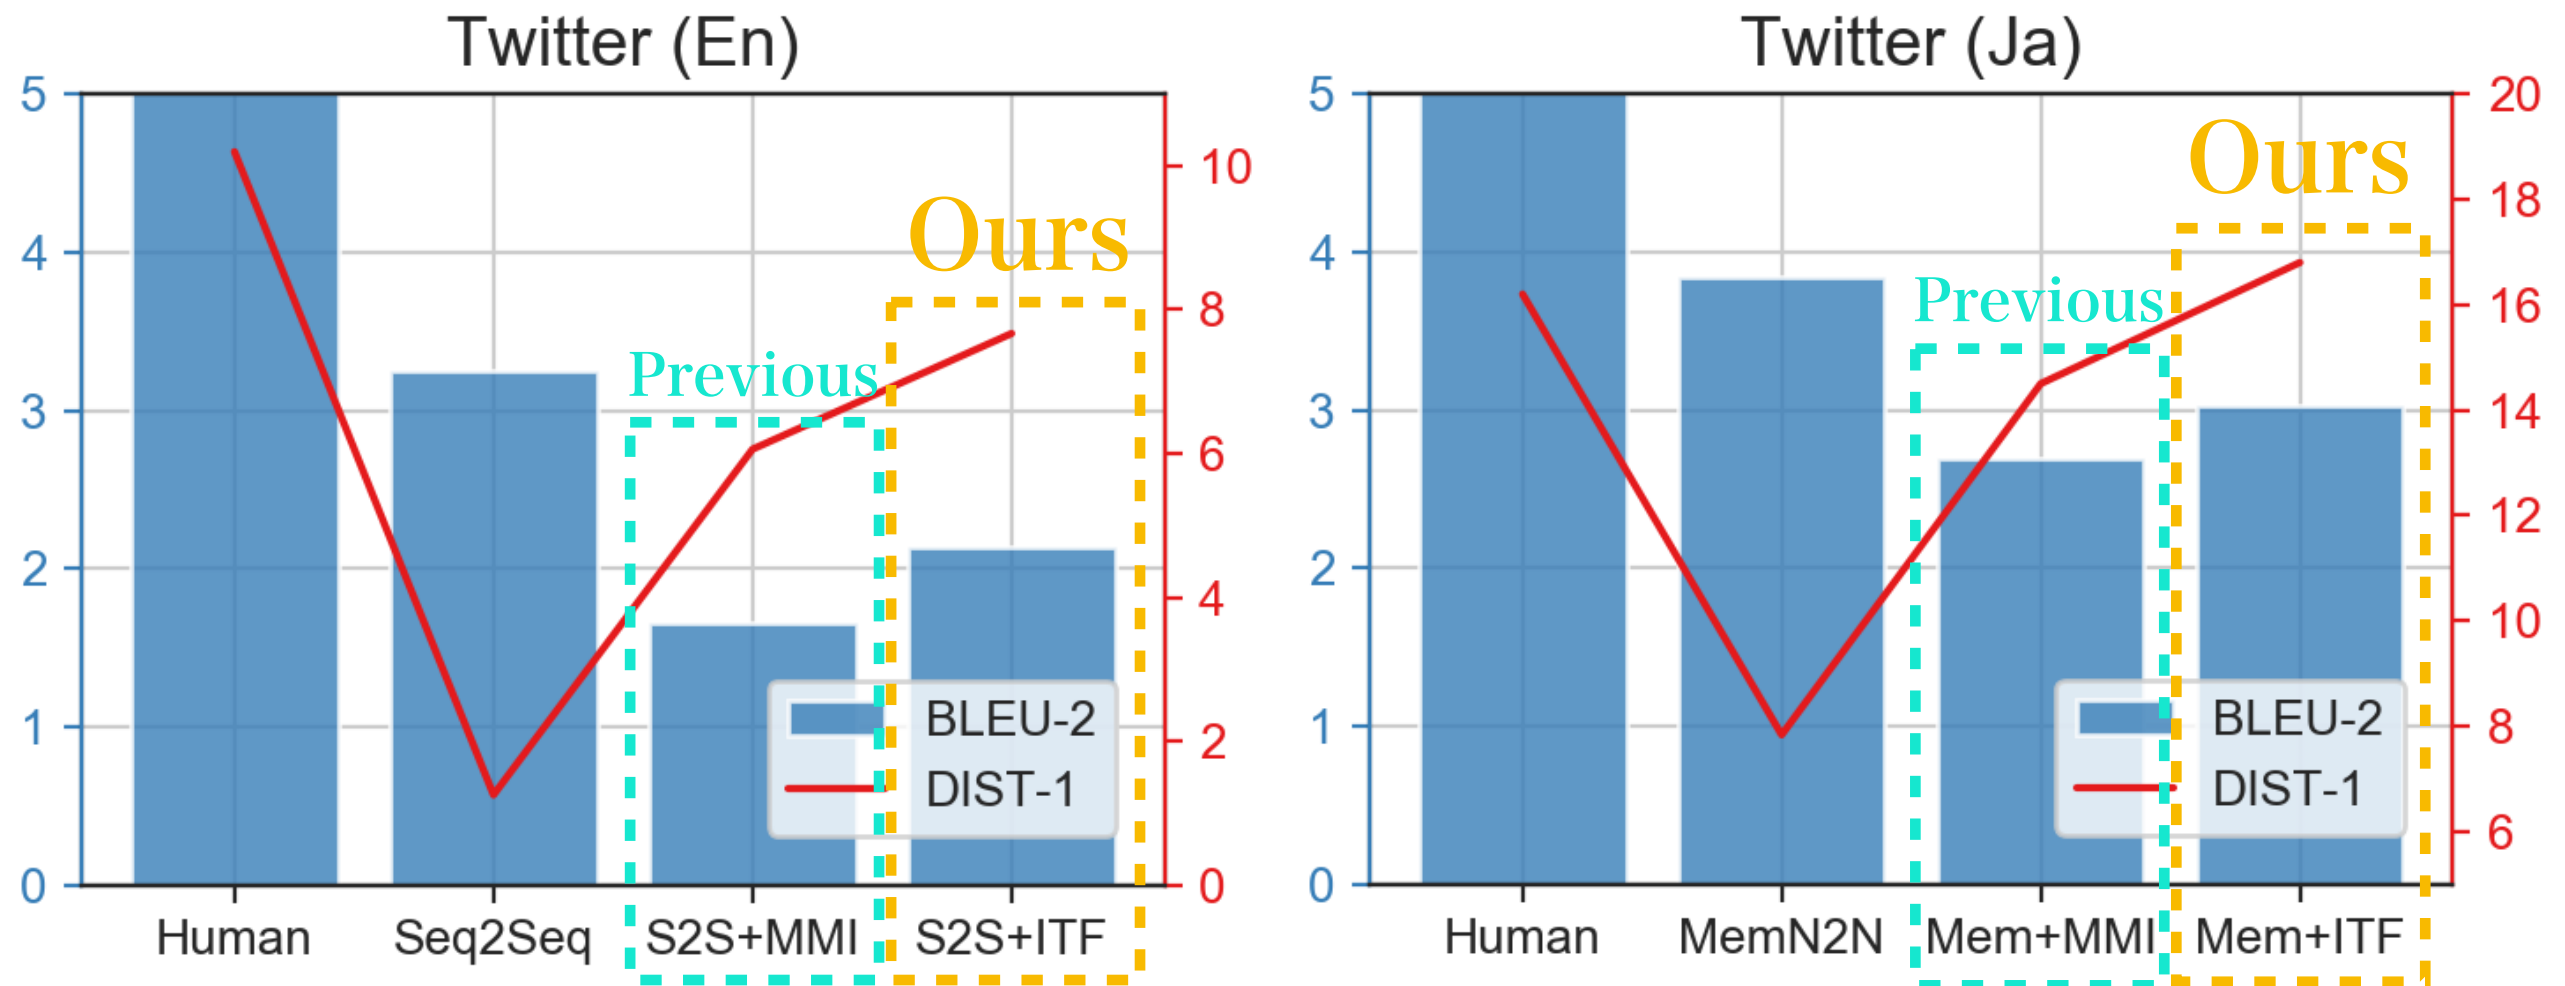 Twitter (En)
5
4
3
2
1
0
10
8
6
4
2
0
Ours
Previous
BLEU-2
DIST-1
Human
Seq2Seq
S2S+MMI
S2S+ITF
Twitter (Ja)
5
4
3
2
1
0
20
18
16
14
12
10
8
6
Ours
Previous
BLEU-2
DIST-1
Human
MemN2N
Mem+MMI
Mem+ITF